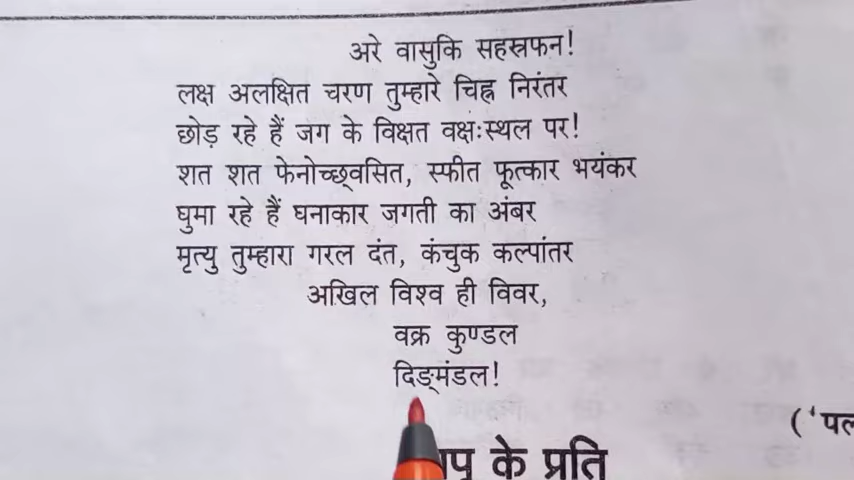 अरे वासुकि सहस्रफन!
लक्ष अलक्षित चरण तुम्हारे चिह्न निरंतर
छोड़ रहे हैं जग के विक्षत वक्षःस्थल पर!
शत शत फेनोच्छ्वसित, स्फीत फूत्कार भयंकर
घुमा रहे हैं घनाकार जगती का अंबर
मृत्यु तुम्हारा गरल दंत, कंचुक कल्पांतर
अखिल विश्व ही विवर,
वक्र कुण्डल
दिङ्मंडल!
के प्रति